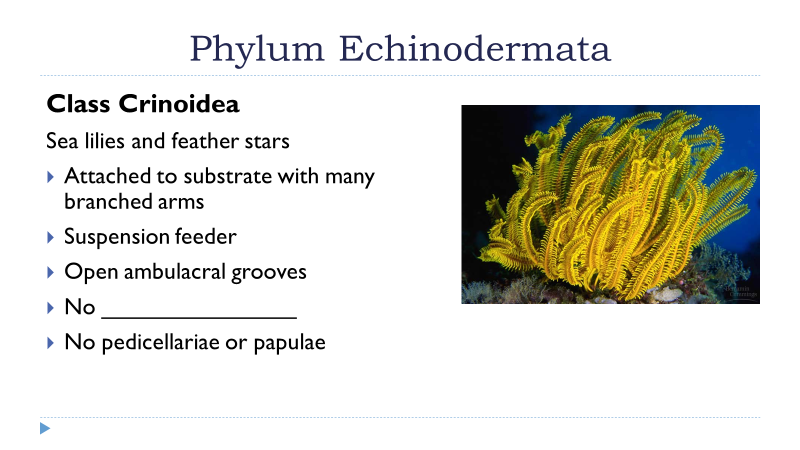 Phylum Echinodermata
Class Crinoidea
Sea lilies and feather stars
Attached to substrate with many
branched arms
Suspension feeder
Open ambulacral grooves
No _________________
No pedicellariae or papulae